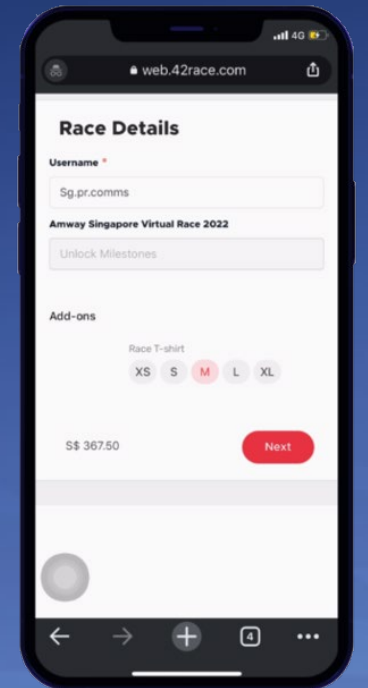 4G
web.42race.com
Race Details
Username *
Sg.pr.comms
Amway Singapore Virtual Race 2022
Unlock Milestones
Add-ons
Race T-shirt
XS S M L XL
S$ 367.50 Next
4